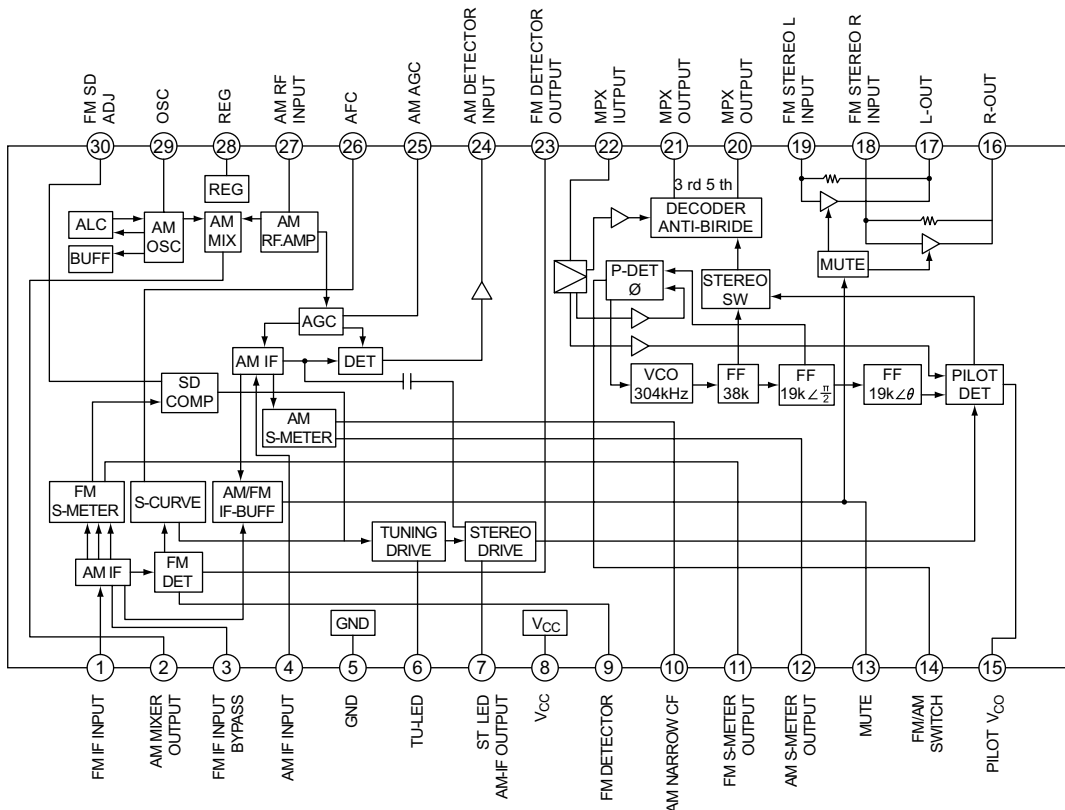 FM SD
ADJ
OSC
REG
AM RF
INPUT
AFC
AM AGC
AM DETECTOR
INPUT
FM DETECTOR
OUTPUT
MPX
IUTPUT
MPX
OUTPUT
MPX
OUTPUT
FM STEREO L
INPUT
FM STEREO R
INPUT
L-OUT
R-OUT
30
29
28
27
26
25
24
23
22
21
20
19
18
17
16
REG
3 rd 5 th
ALC
AM
OSC
AM
MIX
AM
RF.AMP
DECODER
ANTI-BIRIDE
BUFF
P-DET
Ø
STEREO
SW
MUTE
AGC
AM IF
DET
SD
COMP
VCO
304kHz
FF
38k
FF
19k∠π/2
FF
19k∠θ
PILOT
DET
AM
S-METER
FM
S-METER
S-CURVE
AM/FM
IF-BUFF
TUNING
DRIVE
STEREO
DRIVE
AM IF
FM
DET
GND
VCC
1
2
3
4
5
6
7
8
9
10
11
12
13
14
15
FM IF INPUT
AM MIXER
OUTPUT
FM IF INPUT
BYPASS
AM IF INPUT
GND
TU-LED
ST LED
AM-IF OUTPUT
VCC
FM DETECTOR
AM NARROW CF
FM S-METER
OUTPUT
AM S-METER
OUTPUT
MUTE
FM/AM
SWITCH
PILOT VCO